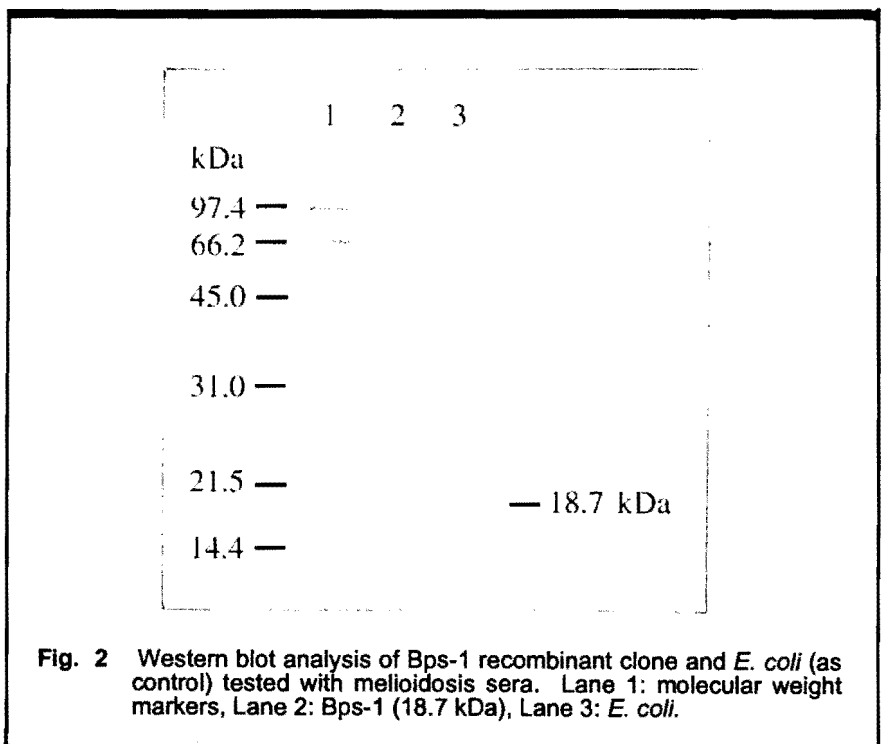 1 2 3
kDa
97.4
66.2
45.0
31.0
21.5
18.7 kDa
14.4
Fig. 2 Western blot analysis of Bps-1 recombinant clone and E. coli (as
control) tested with melioidosis sera. Lane 1: molecular weight
markers, Lane 2: Bps-1 (18.7 kDa), Lane 3: E. coli.